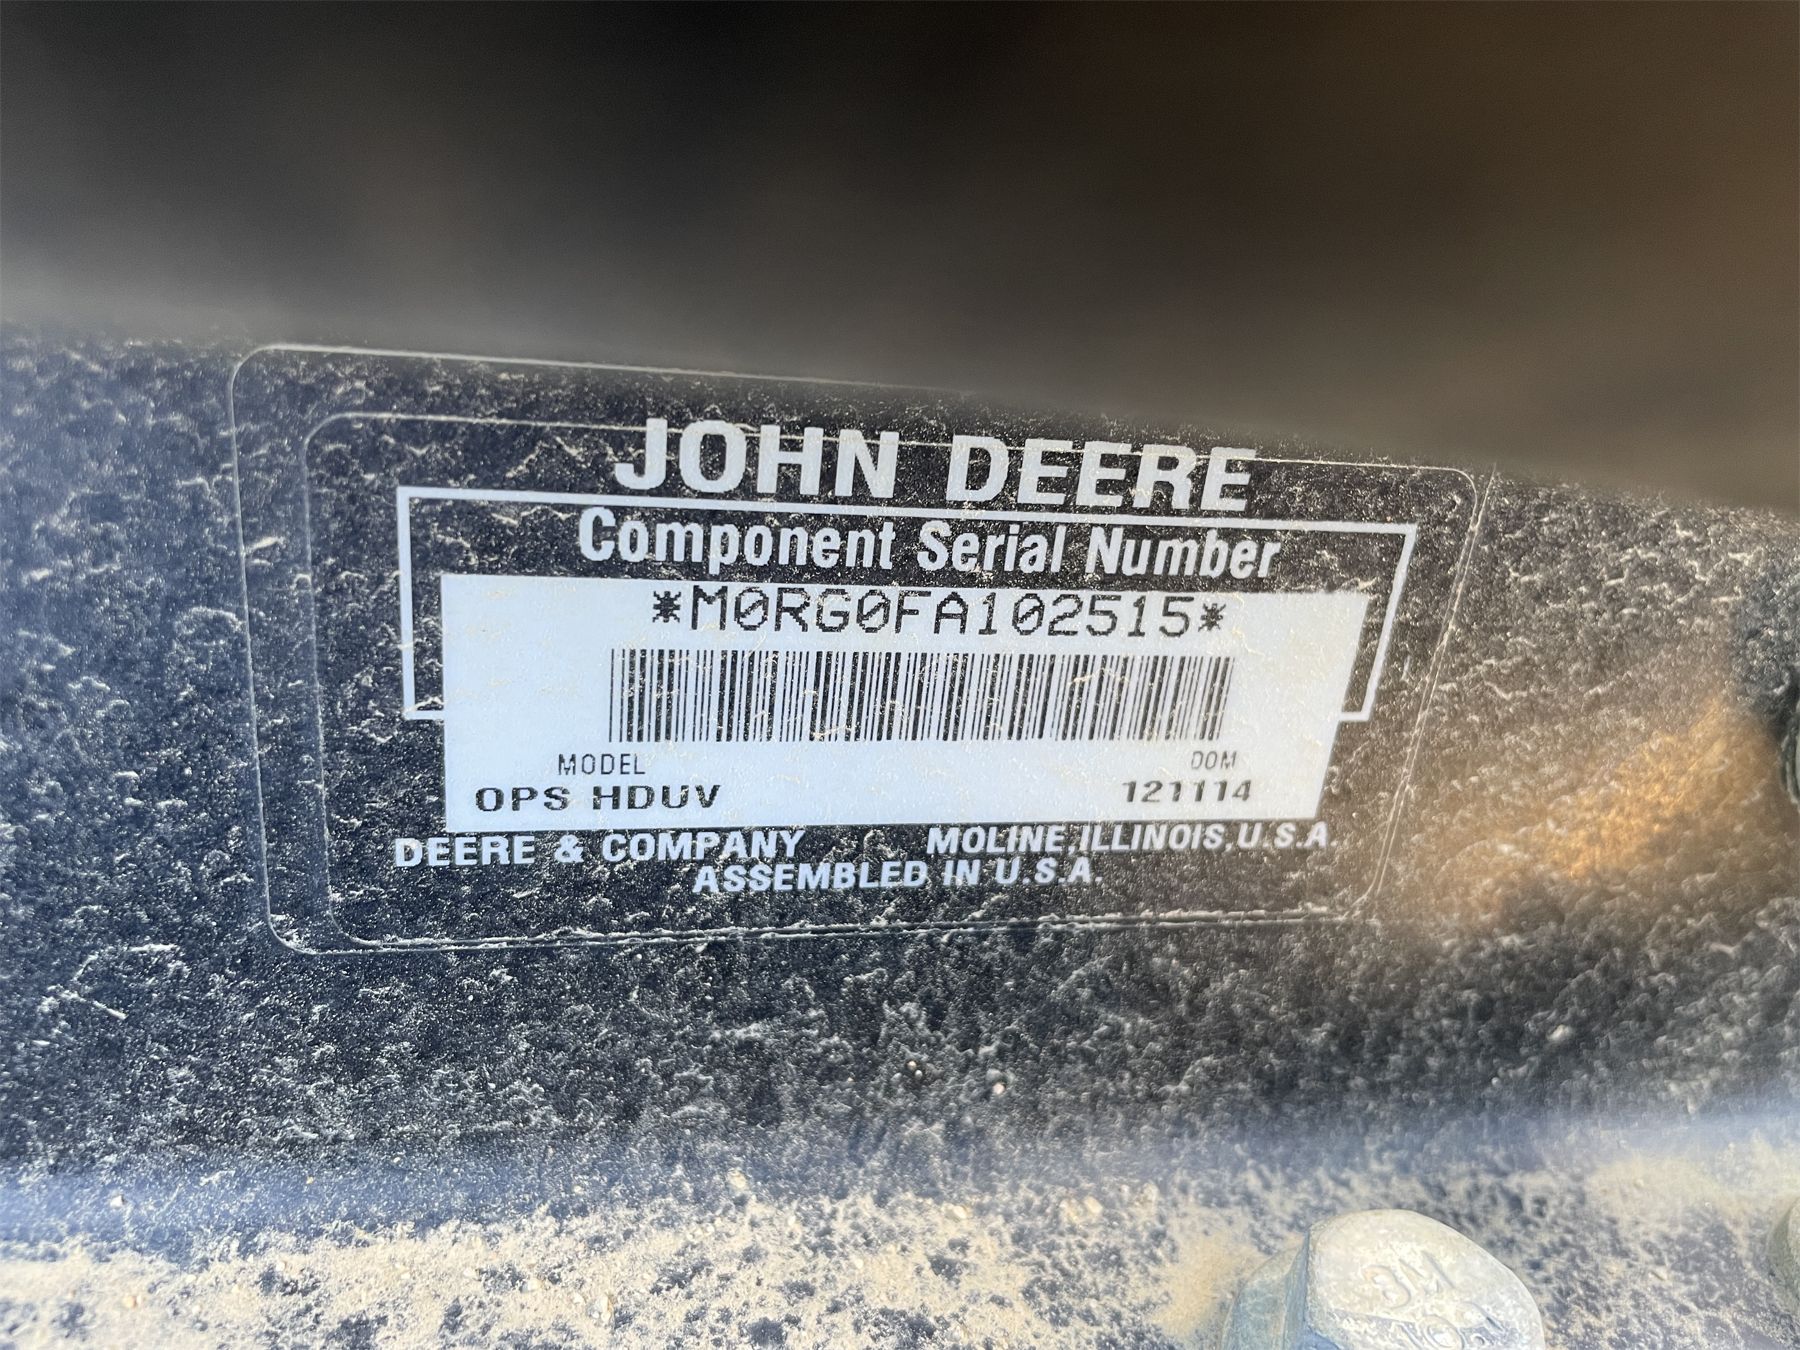 JOHN DEERE
Component Serial Number
*M0RG0FA102515*
MODEL DOM
OPS HDUV 121114
DEERE & COMPANY MOLINE, ILLINOIS, U.S.A.
ASSEMBLED IN U.S.A.